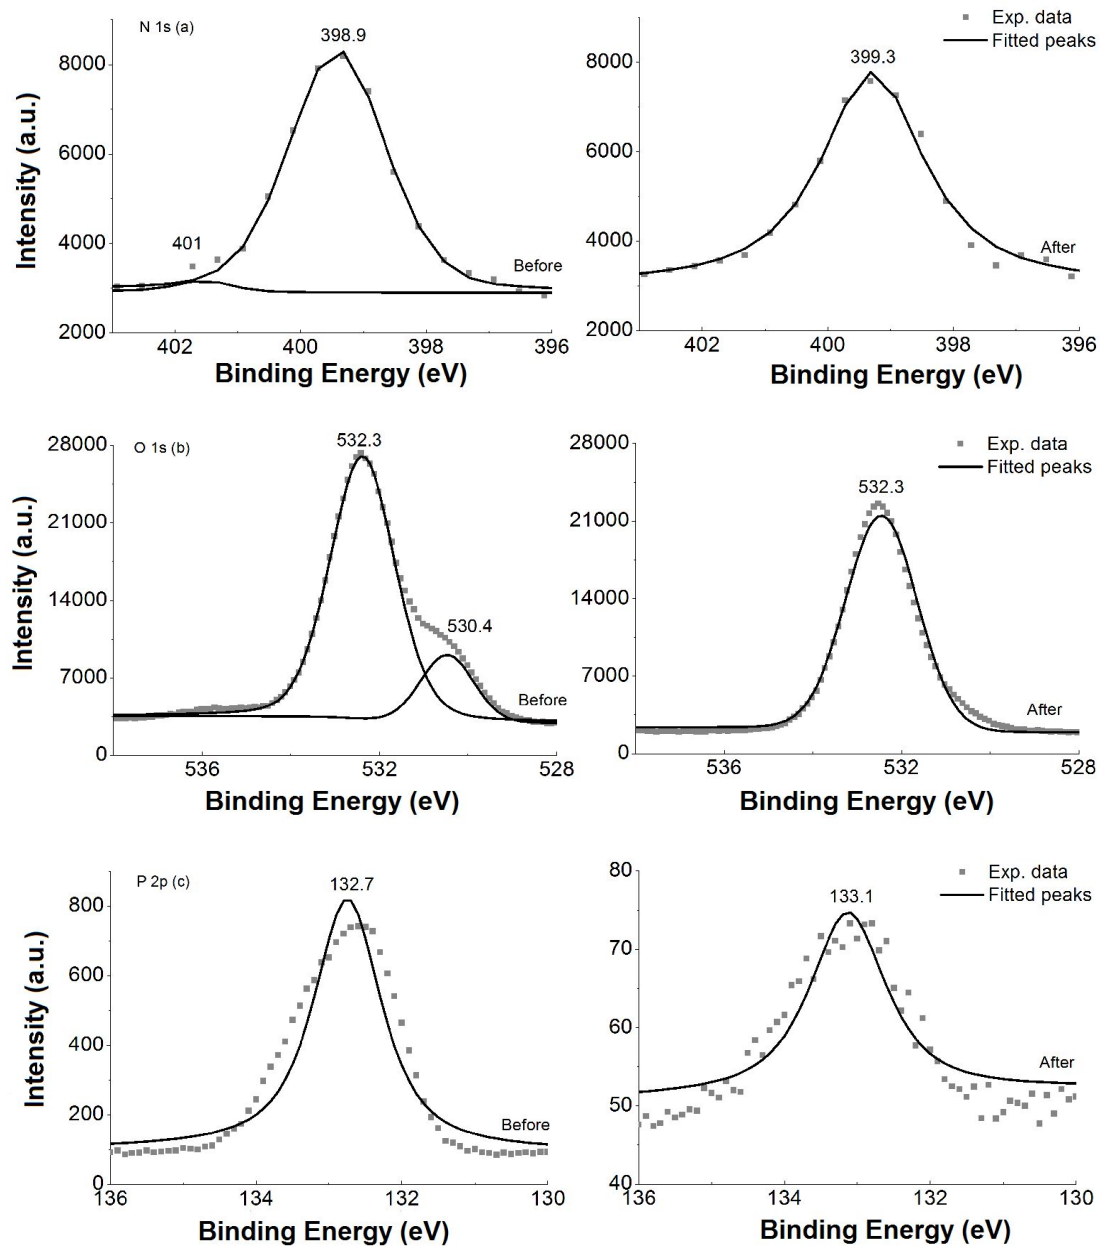 N 1s (a)
398.9
401
Before
8000
6000
4000
2000
402
400
398
396
Intensity (a.u.)
Binding Energy (eV)
Exp. data
Fitted peaks
399.3
After
8000
6000
4000
2000
402
400
398
396
Binding Energy (eV)
O 1s (b)
532.3
530.4
Before
28000
21000
14000
7000
0
536
532
528
Intensity (a.u.)
Binding Energy (eV)
Exp. data
Fitted peaks
532.3
After
28000
21000
14000
7000
0
536
532
528
Binding Energy (eV)
P 2p (c)
132.7
Before
800
600
400
200
0
136
134
132
130
Intensity (a.u.)
Binding Energy (eV)
Exp. data
Fitted peaks
133.1
After
80
70
60
50
40
136
134
132
130
Binding Energy (eV)